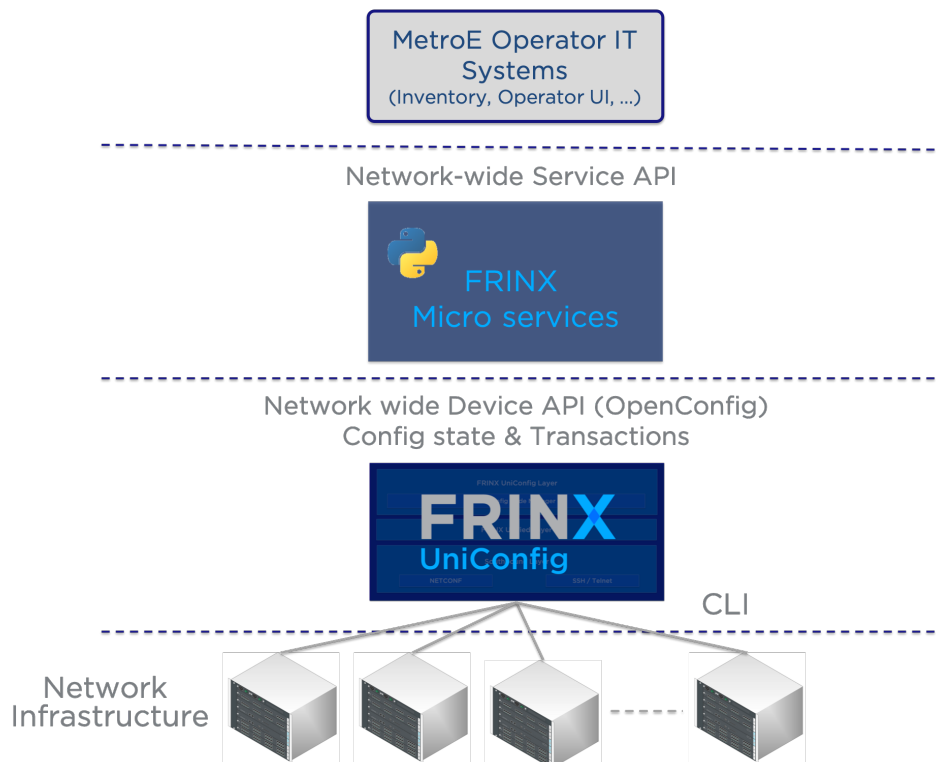 MetroE Operator IT
Systems
(Inventory, Operator UI, ...)
Network-wide Service API
FRINX
Micro services
Network wide Device API (OpenConfig)
Config state & Transactions
FRINX UniConfig Layer
FRINX
UniConfig
NETCONF
SSH / Telnet
CLI
Network
Infrastructure